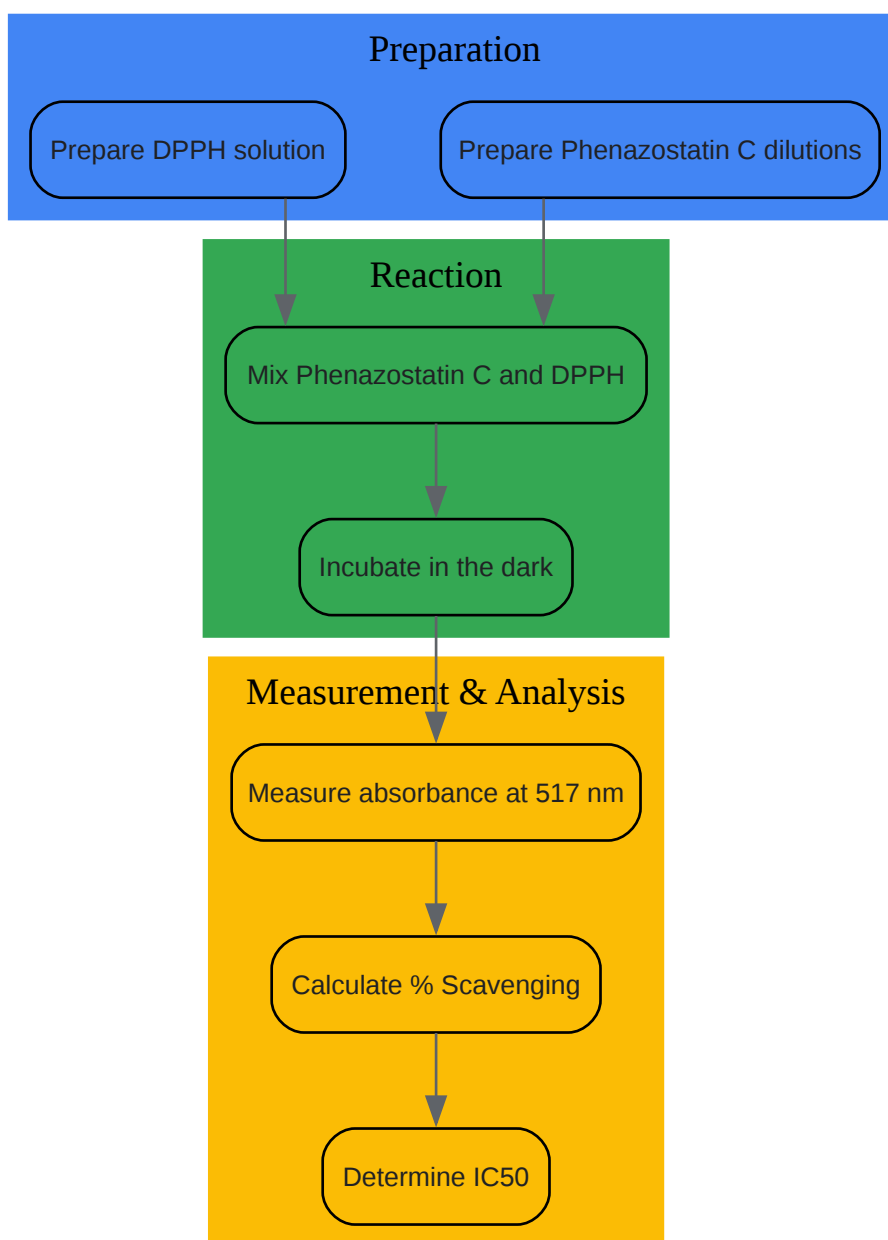 Preparation
Prepare DPPH solution
Prepare Phenazostatin C dilutions
Reaction
Mix Phenazostatin C and DPPH
Incubate in the dark
Measurement & Analysis
Measure absorbance at 517 nm
Calculate % Scavenging
Determine IC50